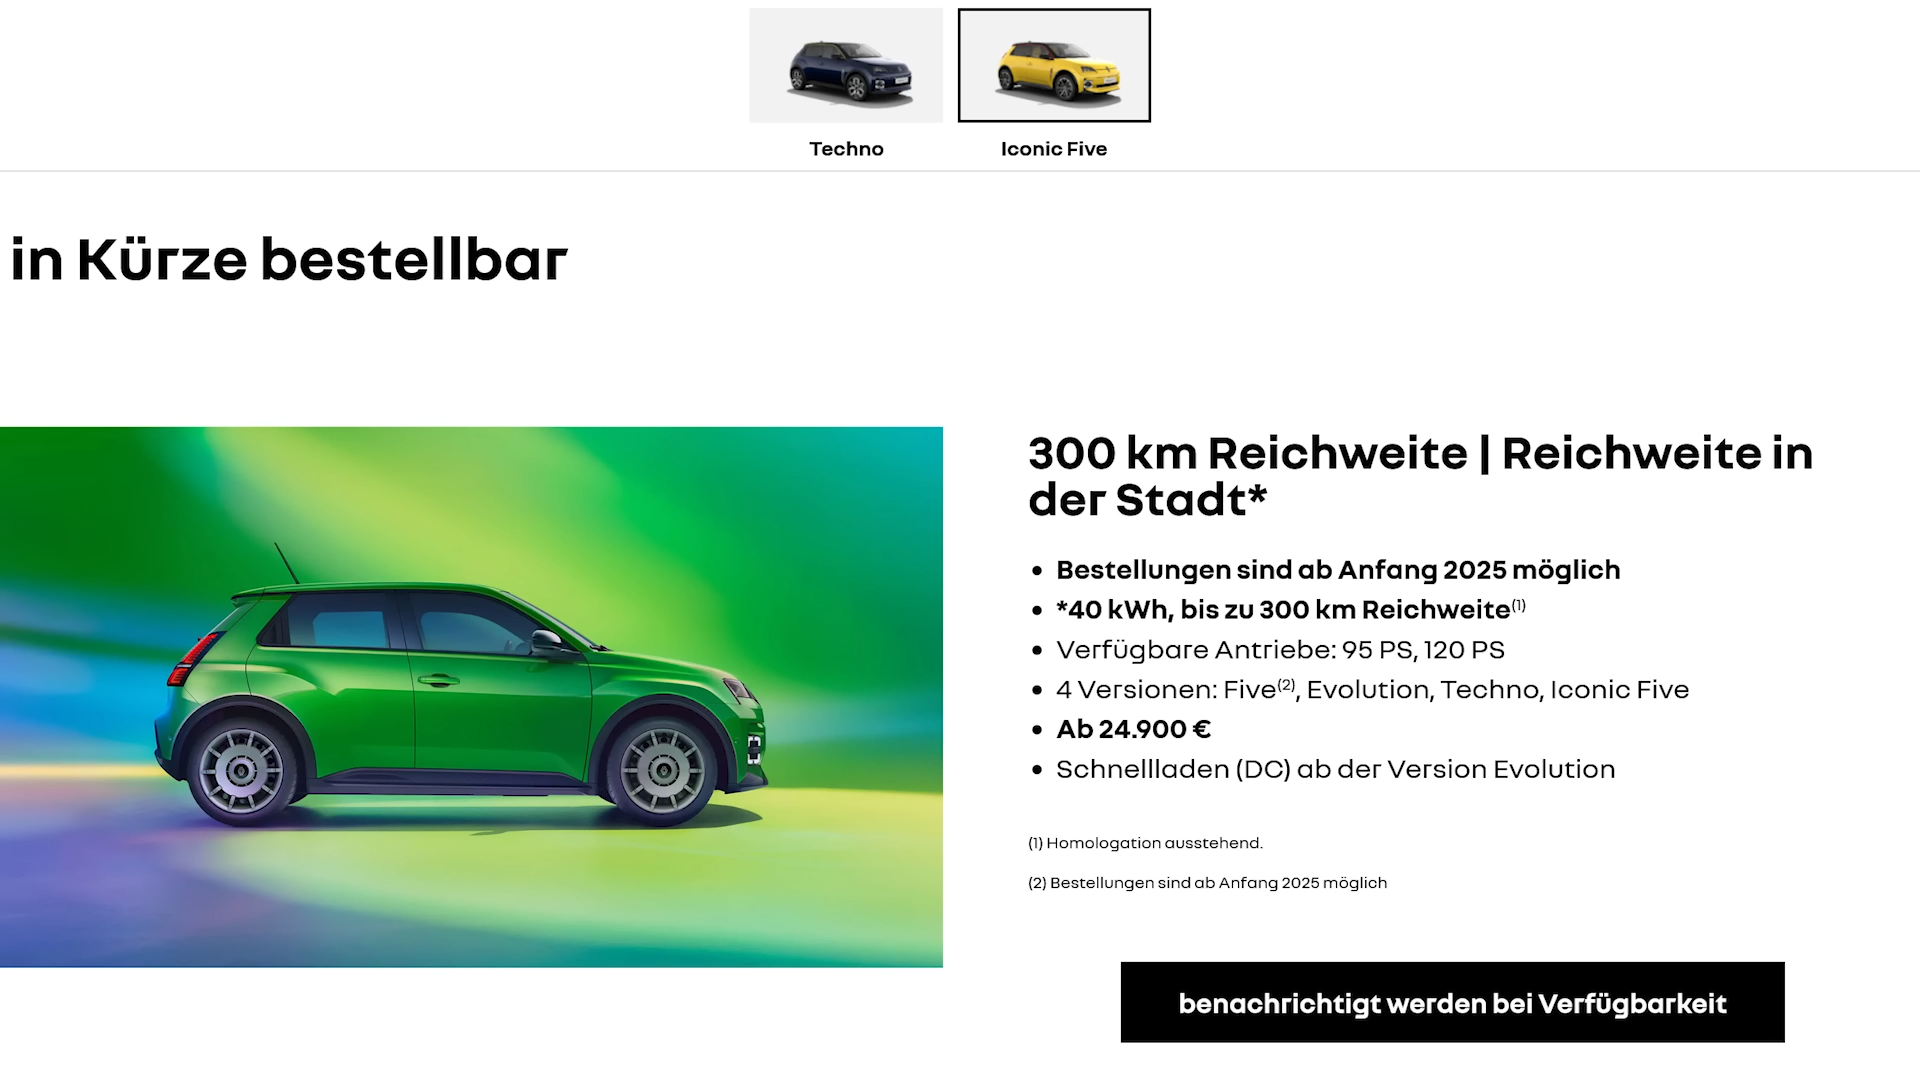 Techno
Iconic Five
in Kürze bestellbar
300 km Reichweite | Reichweite in
der Stadt*
• Bestellungen sind ab Anfang 2025 möglich
• *40 kWh, bis zu 300 km Reichweite(1)
• Verfügbare Antriebe: 95 PS, 120 PS
• 4 Versionen: Five(2), Evolution, Techno, Iconic Five
• Ab 24.900 €
• Schnellladen (DC) ab der Version Evolution
(1) Homologation ausstehend.
(2) Bestellungen sind ab Anfang 2025 möglich
benachrichtigt werden bei Verfügbarkeit